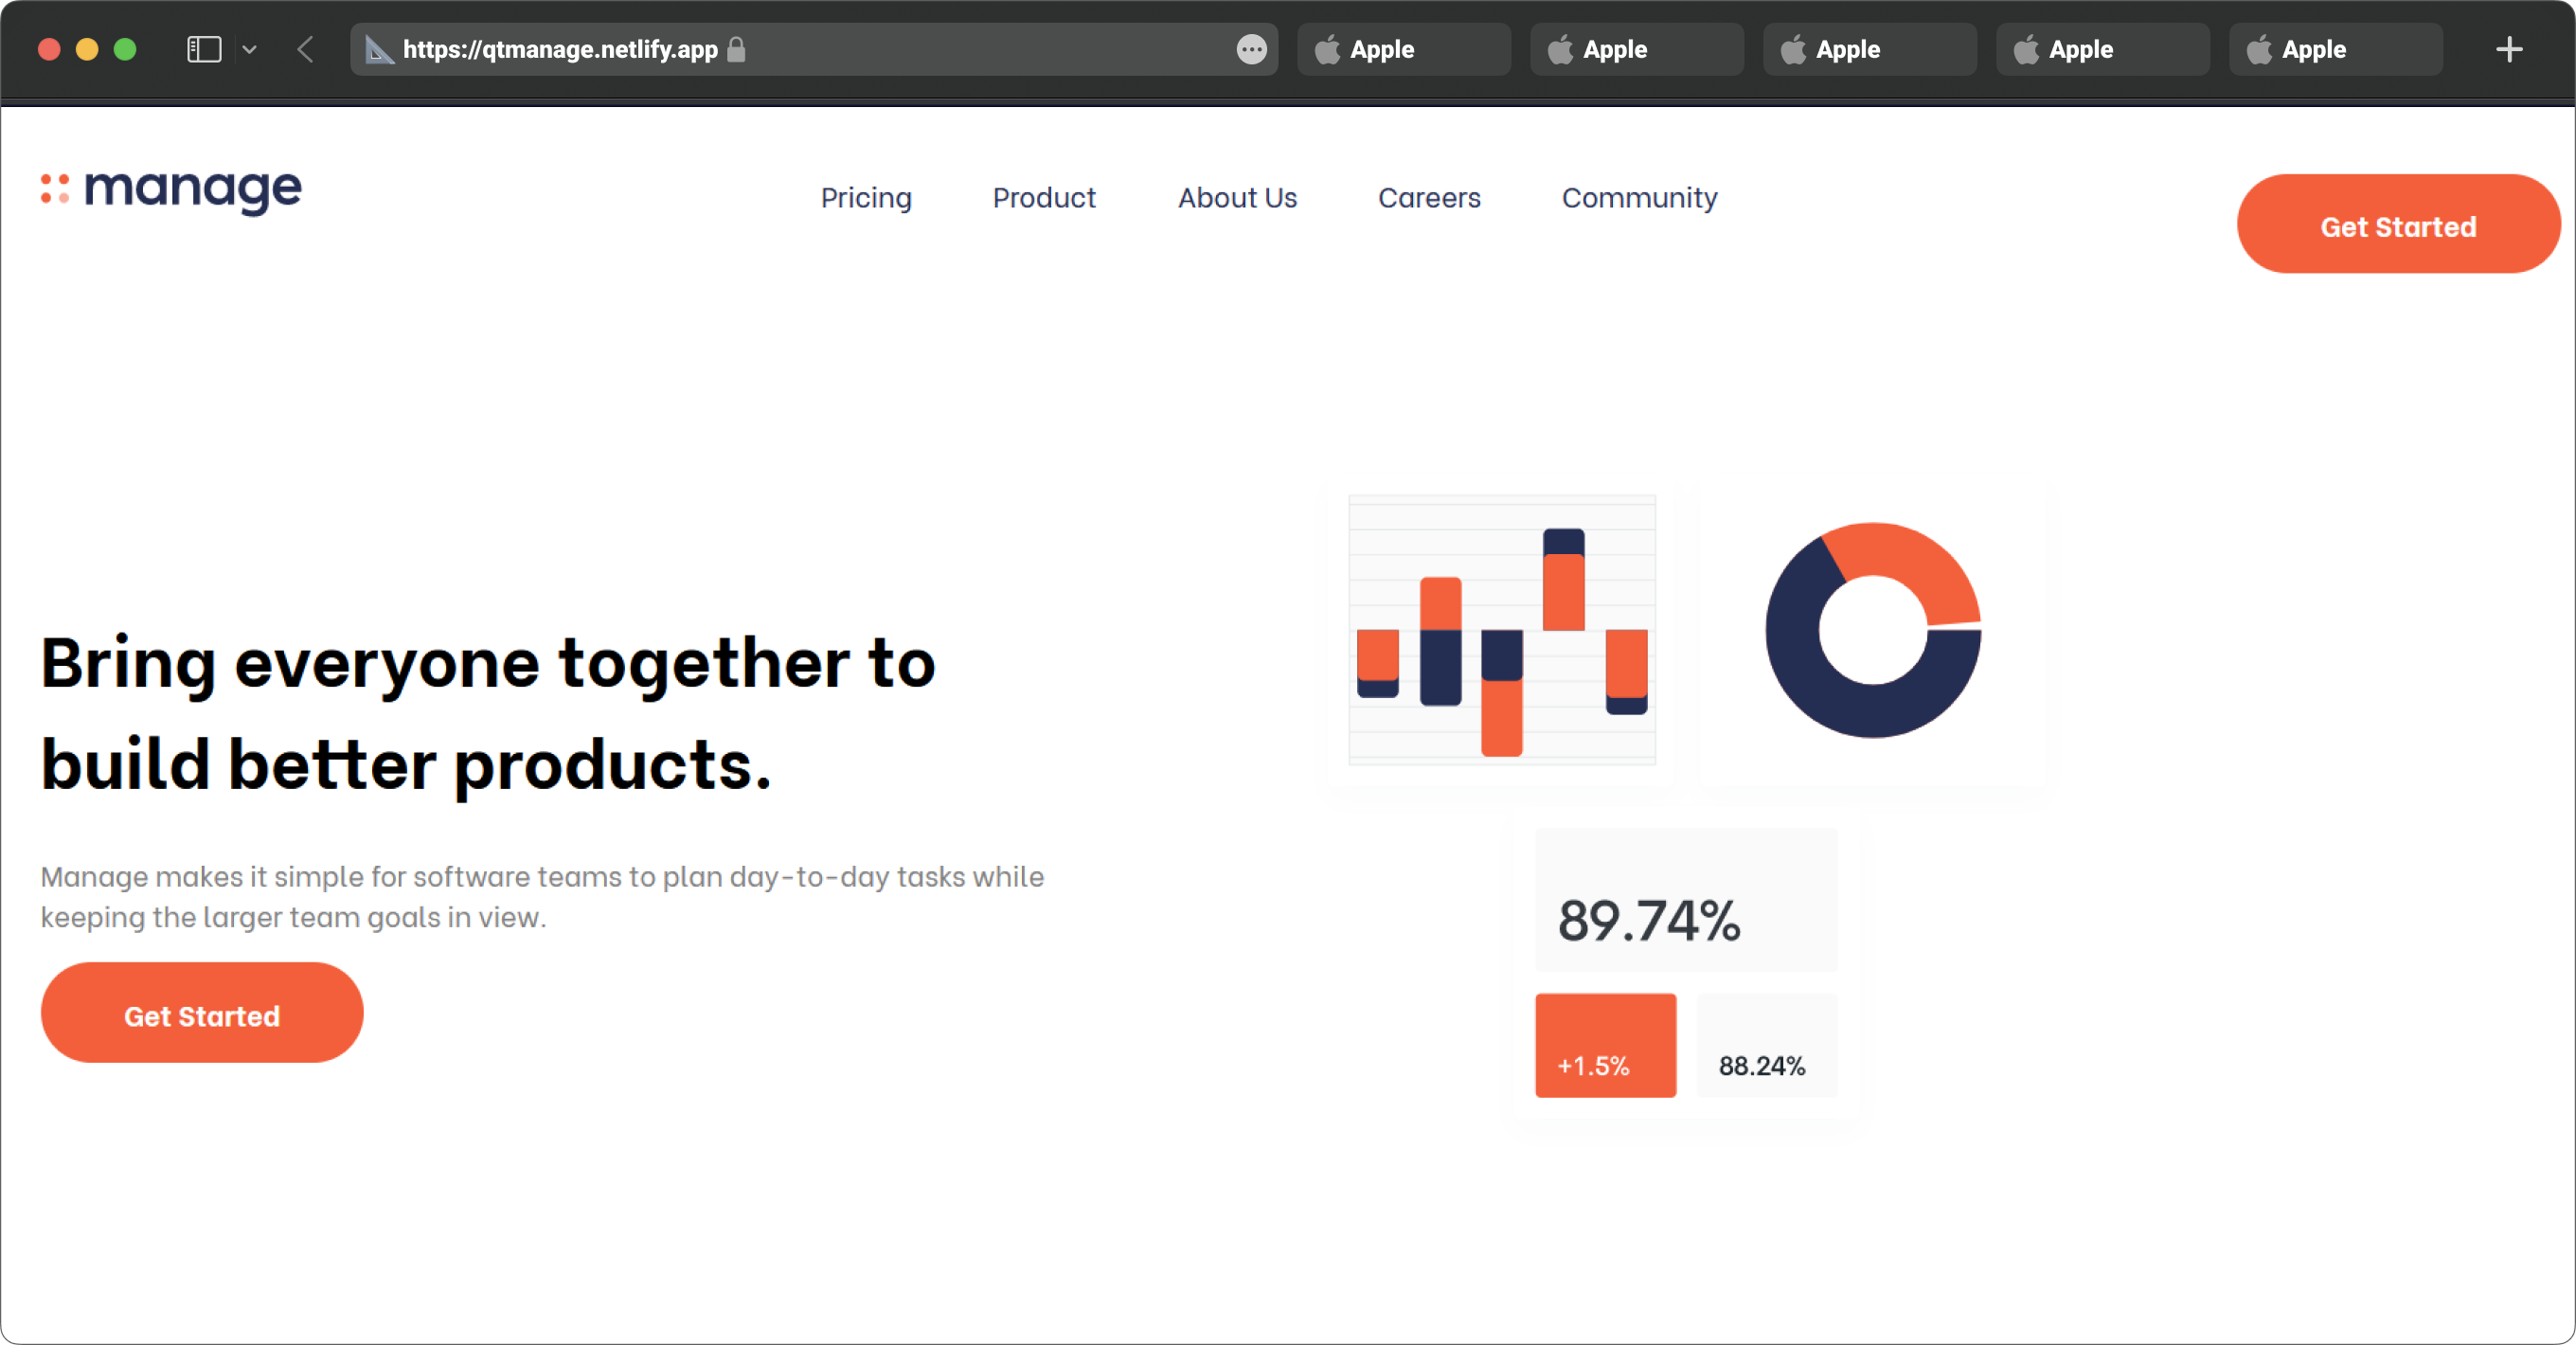 https://qtmanage.netlify.app
Apple
Apple
Apple
Apple
Apple
manage
Pricing
Product
About Us
Careers
Community
Get Started
Bring everyone together to
build better products.
Manage makes it simple for software teams to plan day-to-day tasks while
keeping the larger team goals in view.
Get Started
89.74%
+1.5%
88.24%